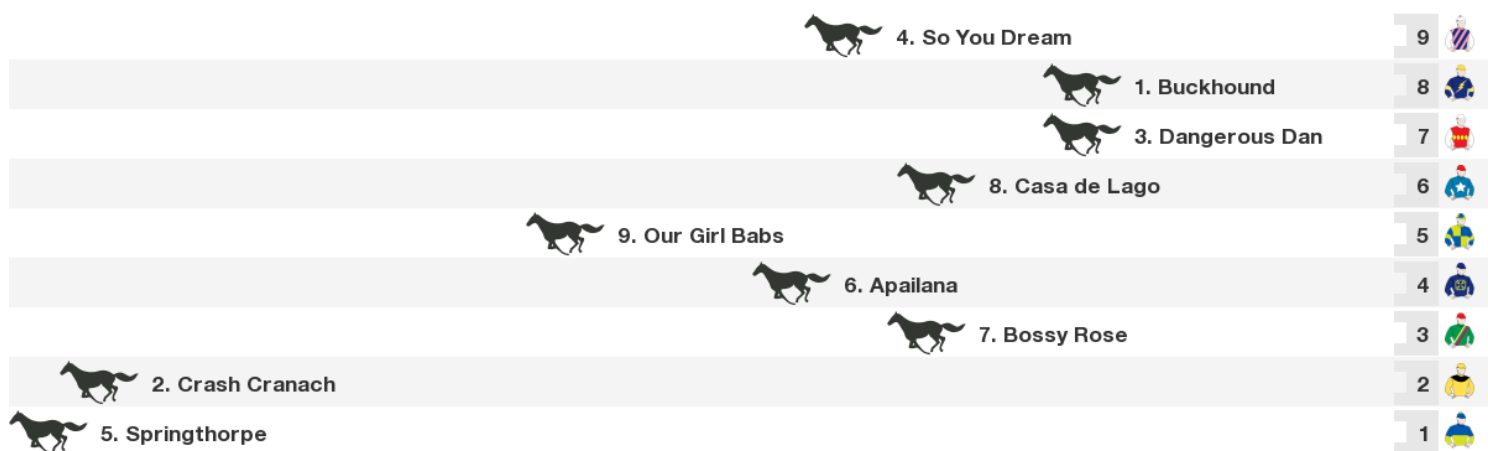 4. So You Dream 9
1. Buckhound 8
3. Dangerous Dan 7
8. Casa de Lago 6
9. Our Girl Babs 5
6. Apailana 4
7. Bossy Rose 3
2. Crash Cranach 2
5. Springthorpe 1